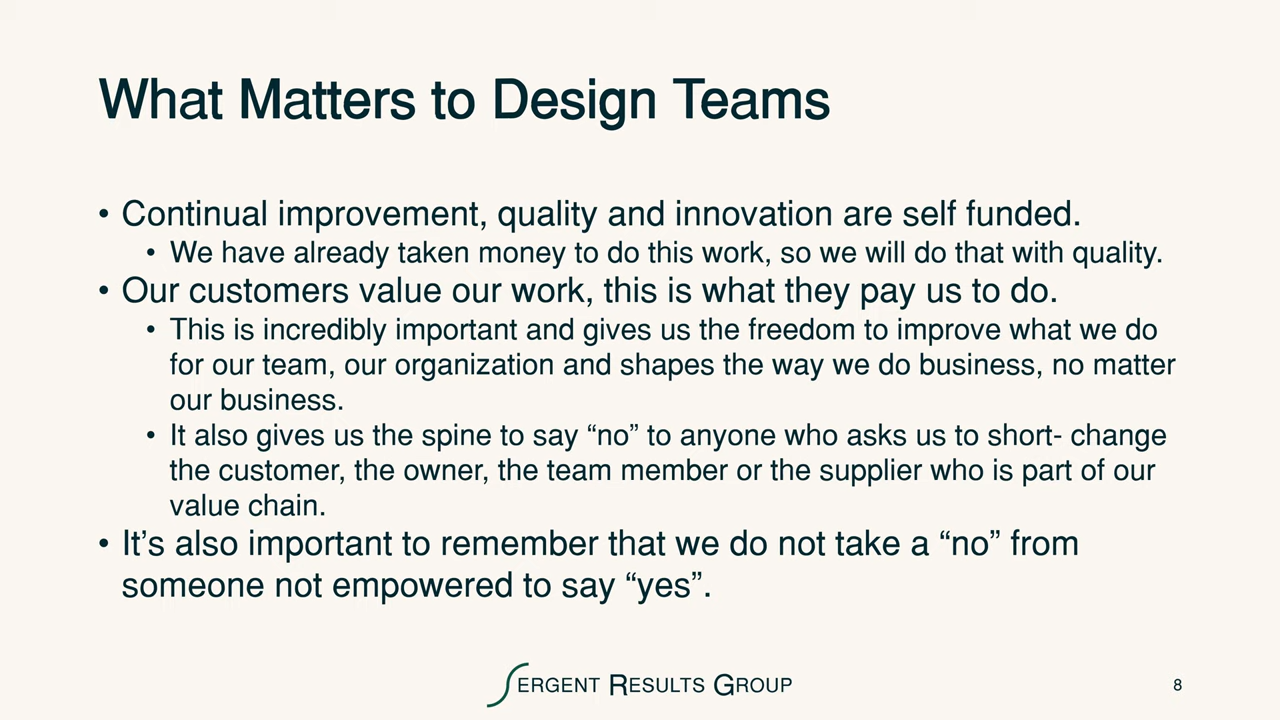 What Matters to Design Teams
• Continual improvement, quality and innovation are self funded.
• We have already taken money to do this work, so we will do that with quality.
• Our customers value our work, this is what they pay us to do.
• This is incredibly important and gives us the freedom to improve what we do
for our team, our organization and shapes the way we do business, no matter
our business.
• It also gives us the spine to say “no” to anyone who asks us to short- change
the customer, the owner, the team member or the supplier who is part of our
value chain.
• It’s also important to remember that we do not take a “no” from
someone not empowered to say “yes”.
SERGENT RESULTS GROUP
8